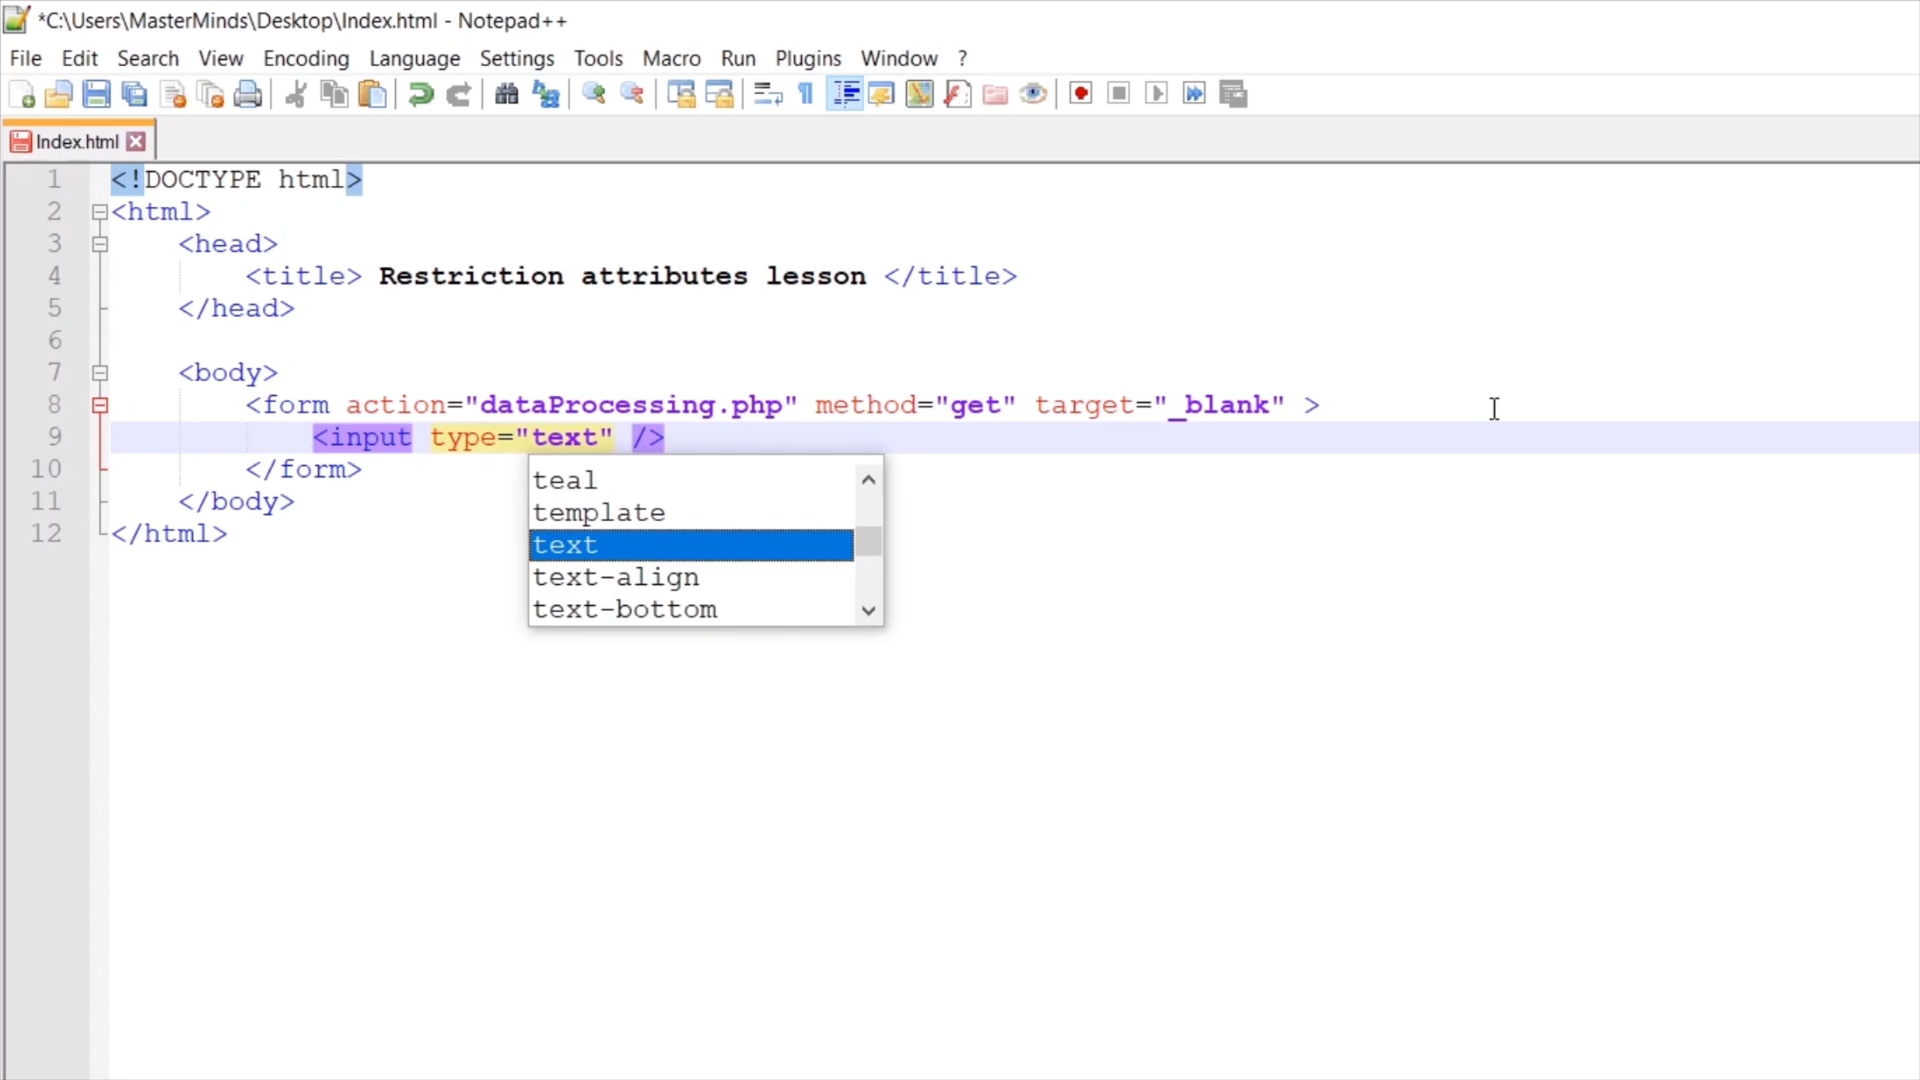 *C:\Users\MasterMinds\Desktop\Index.html - Notepad++
File Edit Search View Encoding Language Settings Tools Macro Run Plugins Window ?
Index.html
1 <!DOCTYPE html>
2 <html>
3 <head>
4 <title> Restriction attributes lesson </title>
5 </head>
6
7 <body>
8 <form action="dataProcessing.php" method="get" target="_blank" >
9 <input type="text" />
10 </form>
11 </body>
12 </html>
teal
template
text
text-align
text-bottom